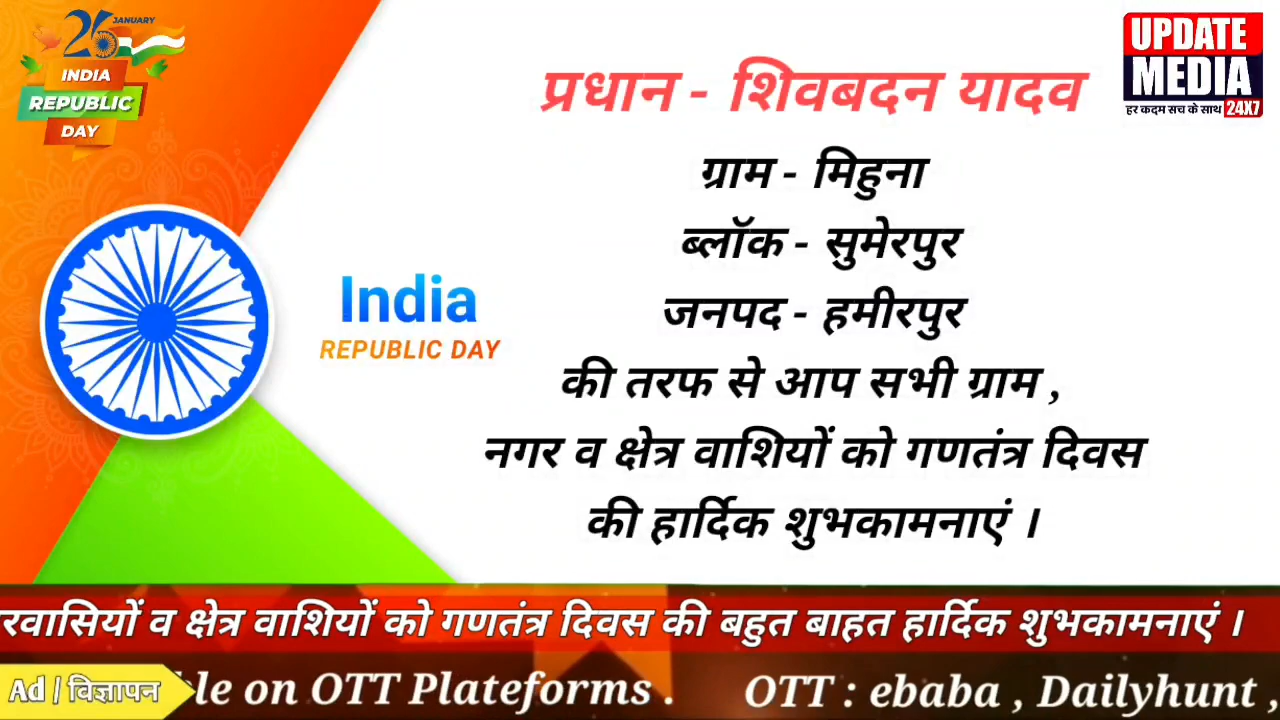 26 JANUARY
INDIA
REPUBLIC
DAY
UPDATE
MEDIA
हर कदम सच के साथ 24X7
प्रधान - शिवबदन यादव
ग्राम - मिहुना
ब्लॉक - सुमेरपुर
जनपद - हमीरपुर
की तरफ से आप सभी ग्राम ,
नगर व क्षेत्र वाशियों को गणतंत्र दिवस
की हार्दिक शुभकामनाएं ।
India
REPUBLIC DAY
रवासियों व क्षेत्र वाशियों को गणतंत्र दिवस की बहुत बाहत हार्दिक शुभकामनाएं ।
Ad | विज्ञापन le on OTT Plateforms . OTT : ebaba , Dailyhunt ,